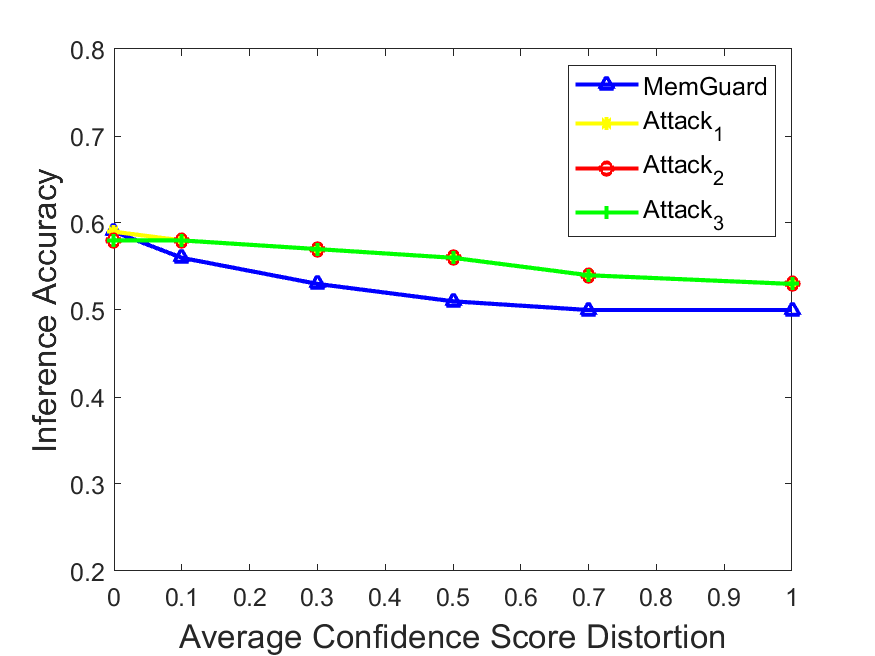 0.8
0.7
0.6
0.5
0.4
0.3
0.2
Inference Accuracy
MemGuard
Attack1
Attack2
Attack3
0 0.1 0.2 0.3 0.4 0.5 0.6 0.7 0.8 0.9 1
Average Confidence Score Distortion